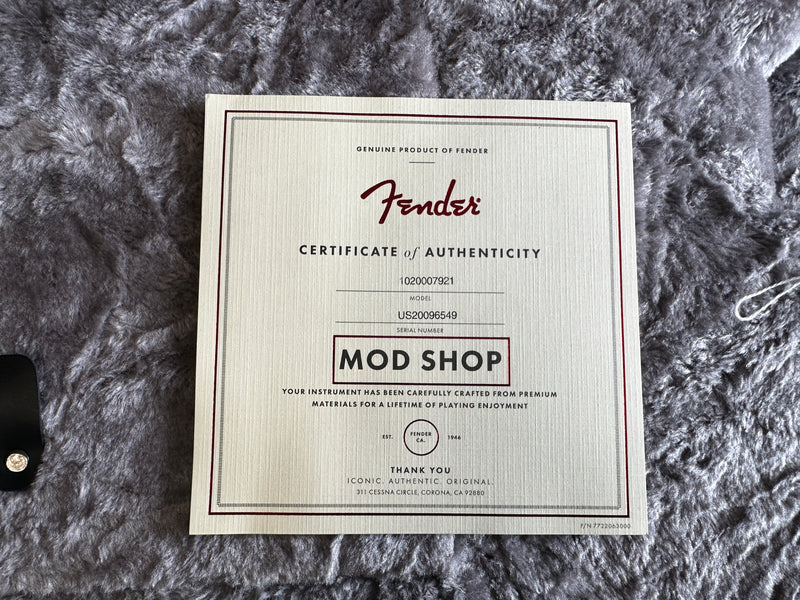 GENUINE PRODUCT OF FENDER
Fender
CERTIFICATE of AUTHENTICITY
1020007921
MODEL
US20096549
SERIAL NUMBER
MOD SHOP
YOUR INSTRUMENT HAS BEEN CAREFULLY CRAFTED FROM PREMIUM
MATERIALS FOR A LIFETIME OF PLAYING ENJOYMENT
EST. FENDER CA. 1946
THANK YOU
ICONIC. AUTHENTIC. ORIGINAL.
311 CESSNA CIRCLE, CORONA, CA 92880
P/N 7722063000